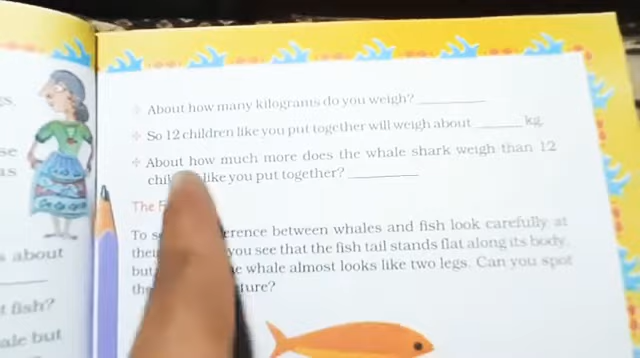 gs.
About how many kilograms do you weigh?
So 12 children like you put together will weigh about kg.
se
About how much more does the whale shark weigh than 12
as
like you put together?
The
To erence between whales and fish look carefully at
you see that the fish tail stands flat along its body,
s about
but e whale almost looks like two legs. Can you spot
ture?
t fish?
ale but